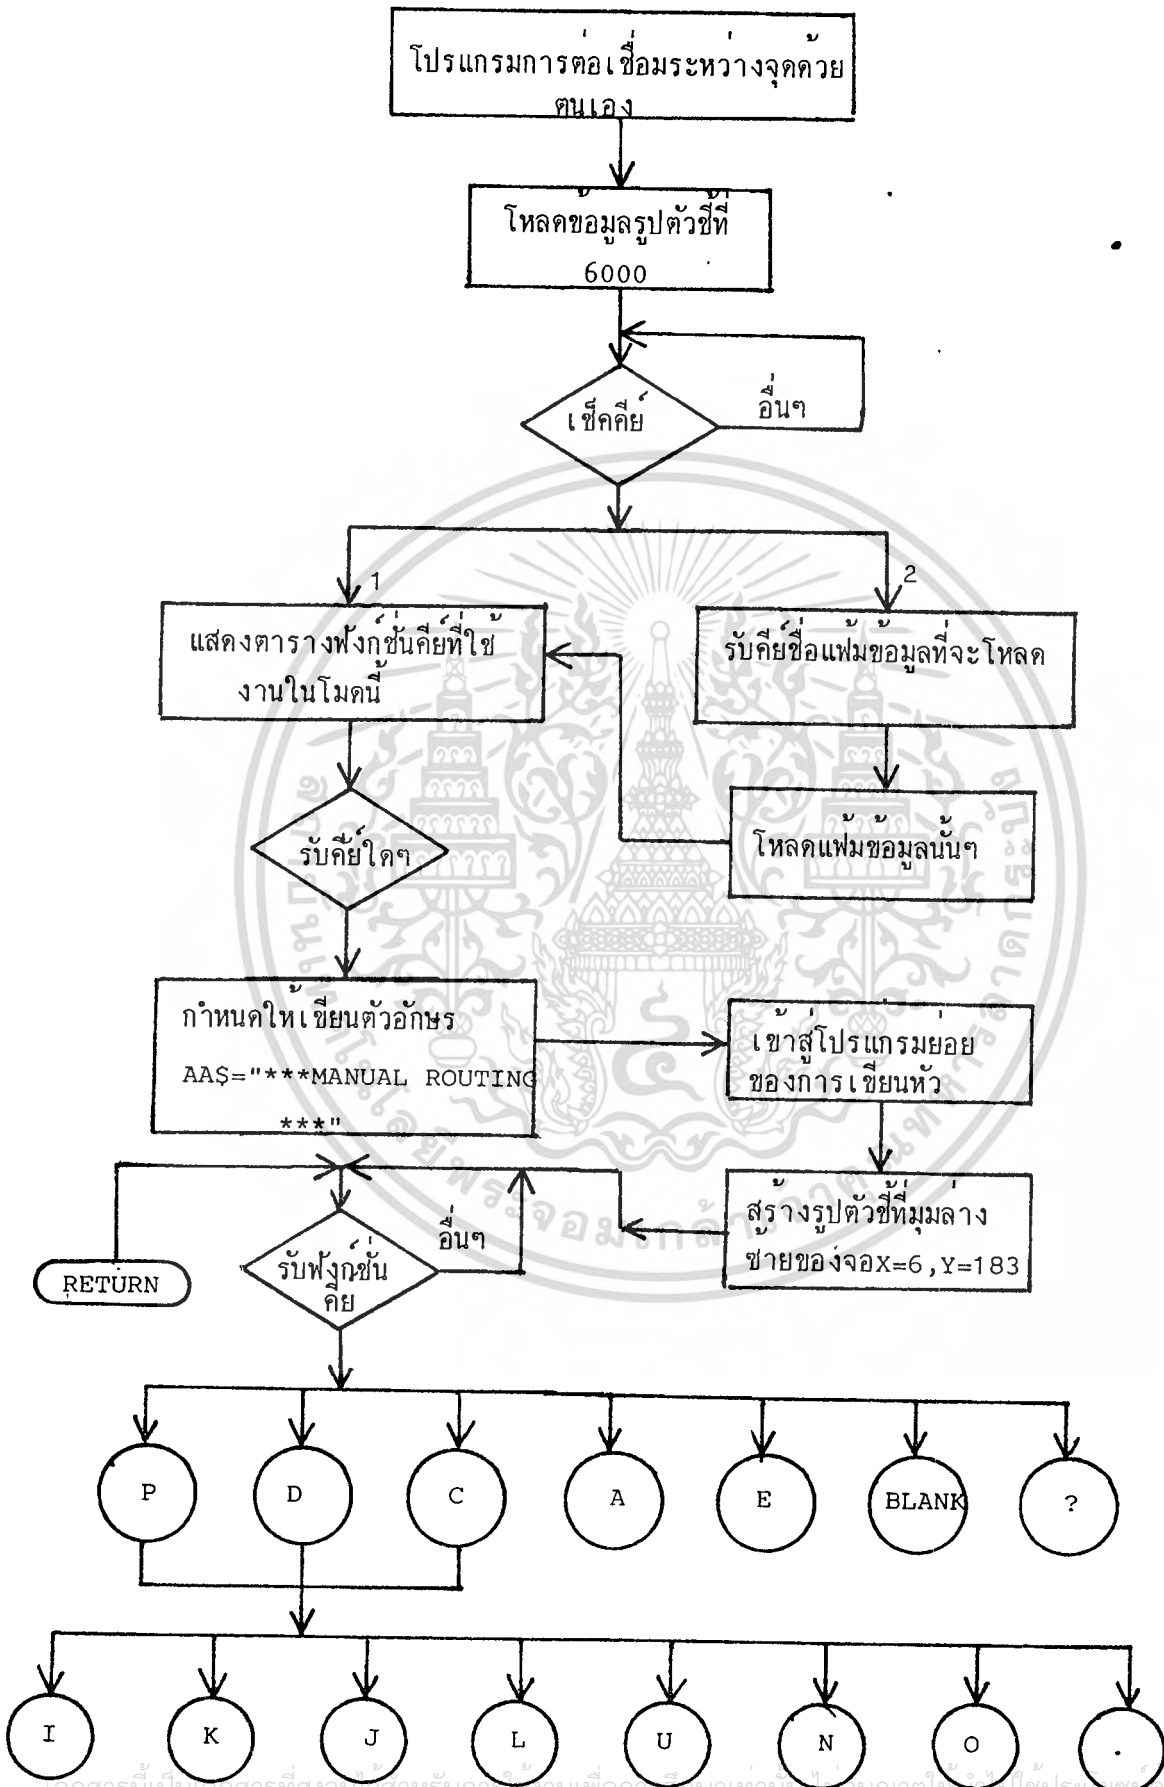 โปรแกรมการต่อเชื่อมระหว่างจุดด้วย
ตนเอง
โหลดข้อมูลรูปตัวชี้ที่
6000
เช็คคีย์
อื่นๆ
1
2
แสดงตารางฟังก์ชั่นคีย์ที่ใช้
งานในโมดนี้
รับคีย์ชื่อแฟ้มข้อมูลที่จะโหลด
รับคีย์ใดๆ
โหลดแฟ้มข้อมูลนั้นๆ
กำหนดให้เขียนตัวอักษร
AA$="***MANUAL ROUTING
***"
เข้าสู่โปรแกรมย่อย
ของการเขียนหัว
สร้างรูปตัวชี้ที่มุมล่าง
ซ้ายของจอX=6,Y=183
อื่นๆ
รับฟังก์ชั่น
คีย์
RETURN
P D C A E BLANK ?
I K J L U N O .